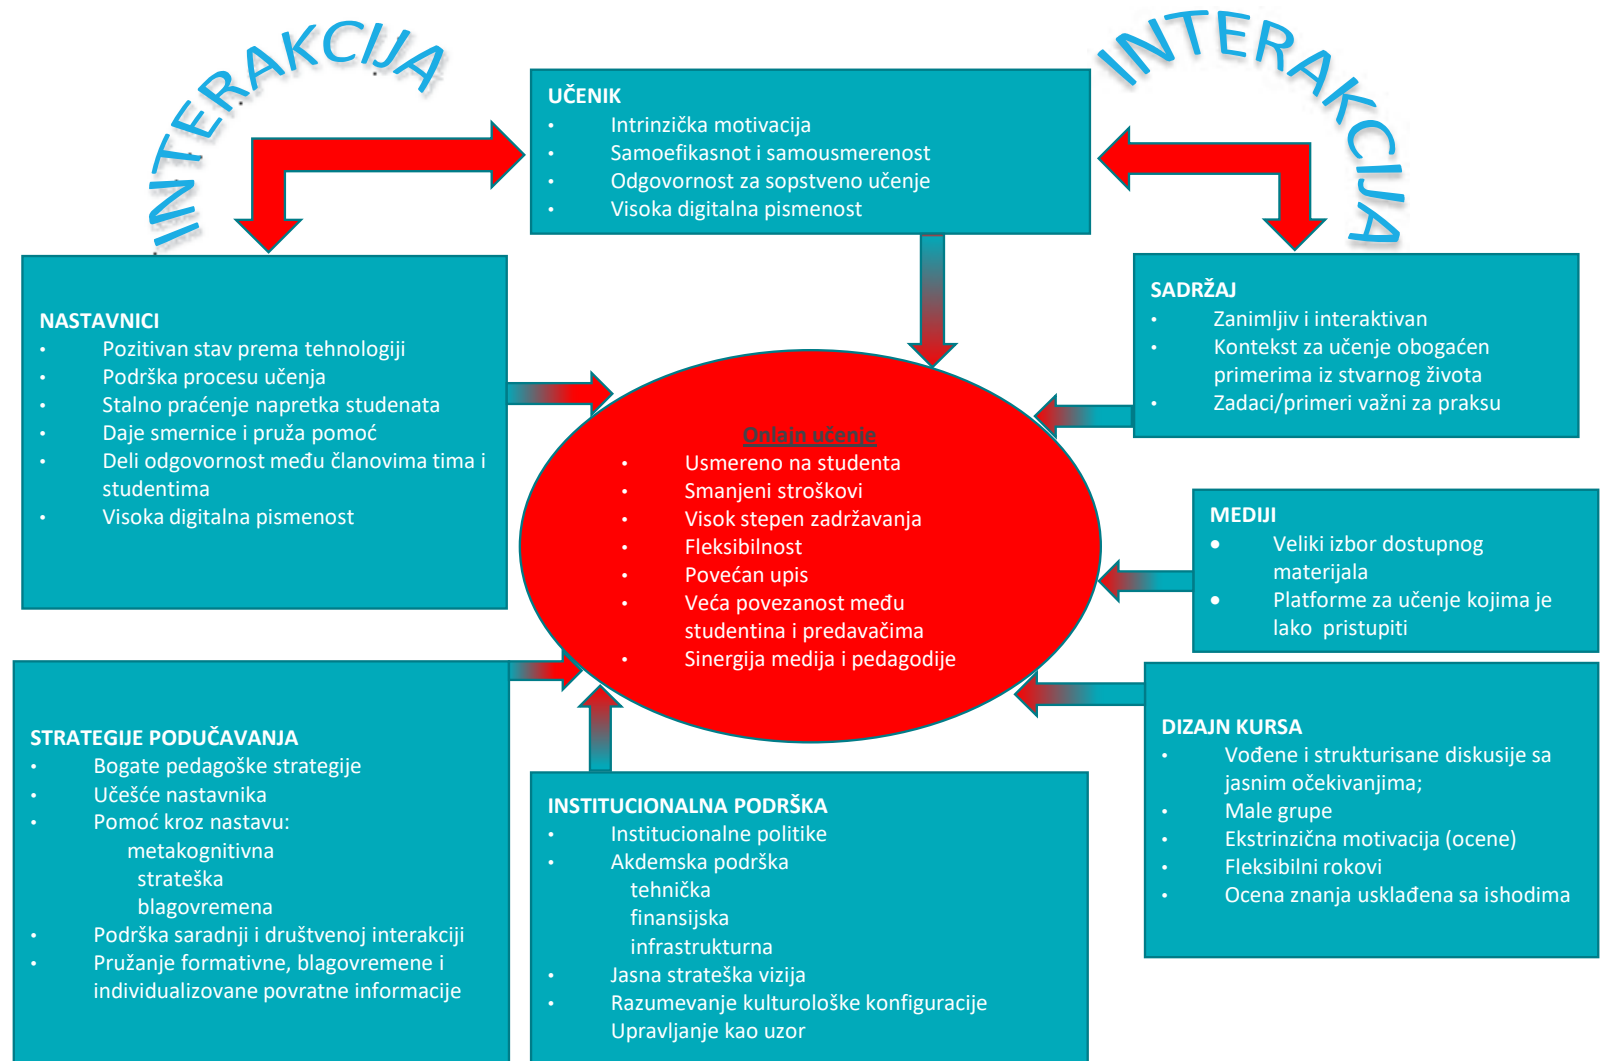 INTERAKCIJA
INTERAKCIJA
UČENIK
• Intrinzička motivacija
• Samoefikasnot i samousmerenost
• Odgovornost za sopstveno učenje
• Visoka digitalna pismenost
NASTAVNICI
• Pozitivan stav prema tehnologiji
• Podrška procesu učenja
• Stalno praćenje napretka studenata
• Daje smernice i pruža pomoć
• Deli odgovornost među članovima tima i
studentima
• Visoka digitalna pismenost
SADRŽAJ
• Zanimljiv i interaktivan
• Kontekst za učenje obogaćen
primerima iz stvarnog života
• Zadaci/primeri važni za praksu
Onlajn učenje
• Usmereno na studenta
• Smanjeni stroškovi
• Visok stepen zadržavanja
• Fleksibilnost
• Povećan upis
• Veća povezanost među
studentina i predavačima
• Sinergija medija i pedagodije
MEDIJI
• Veliki izbor dostupnog
materijala
• Platforme za učenje kojima je
lako pristupiti
STRATEGIJE PODUČAVANJA
• Bogate pedagoške strategije
• Učešće nastavnika
• Pomoć kroz nastavu:
metakognitivna
strateška
blagovremena
• Podrška saradnji i društvenoj interakciji
• Pružanje formativne, blagovremene i
individualizovane povratne informacije
INSTITUCIONALNA PODRŠKA
• Institucionalne politike
• Akdemska podrška
tehnička
finansijska
infrastrukturna
• Jasna strateška vizija
• Razumevanje kulturološke konfiguracije
Upravljanje kao uzor
DIZAJN KURSA
• Vođene i strukturisane diskusije sa
jasnim očekivanjima;
• Male grupe
• Ekstrinzična motivacija (ocene)
• Fleksibilni rokovi
• Ocena znanja usklađena sa ishodima